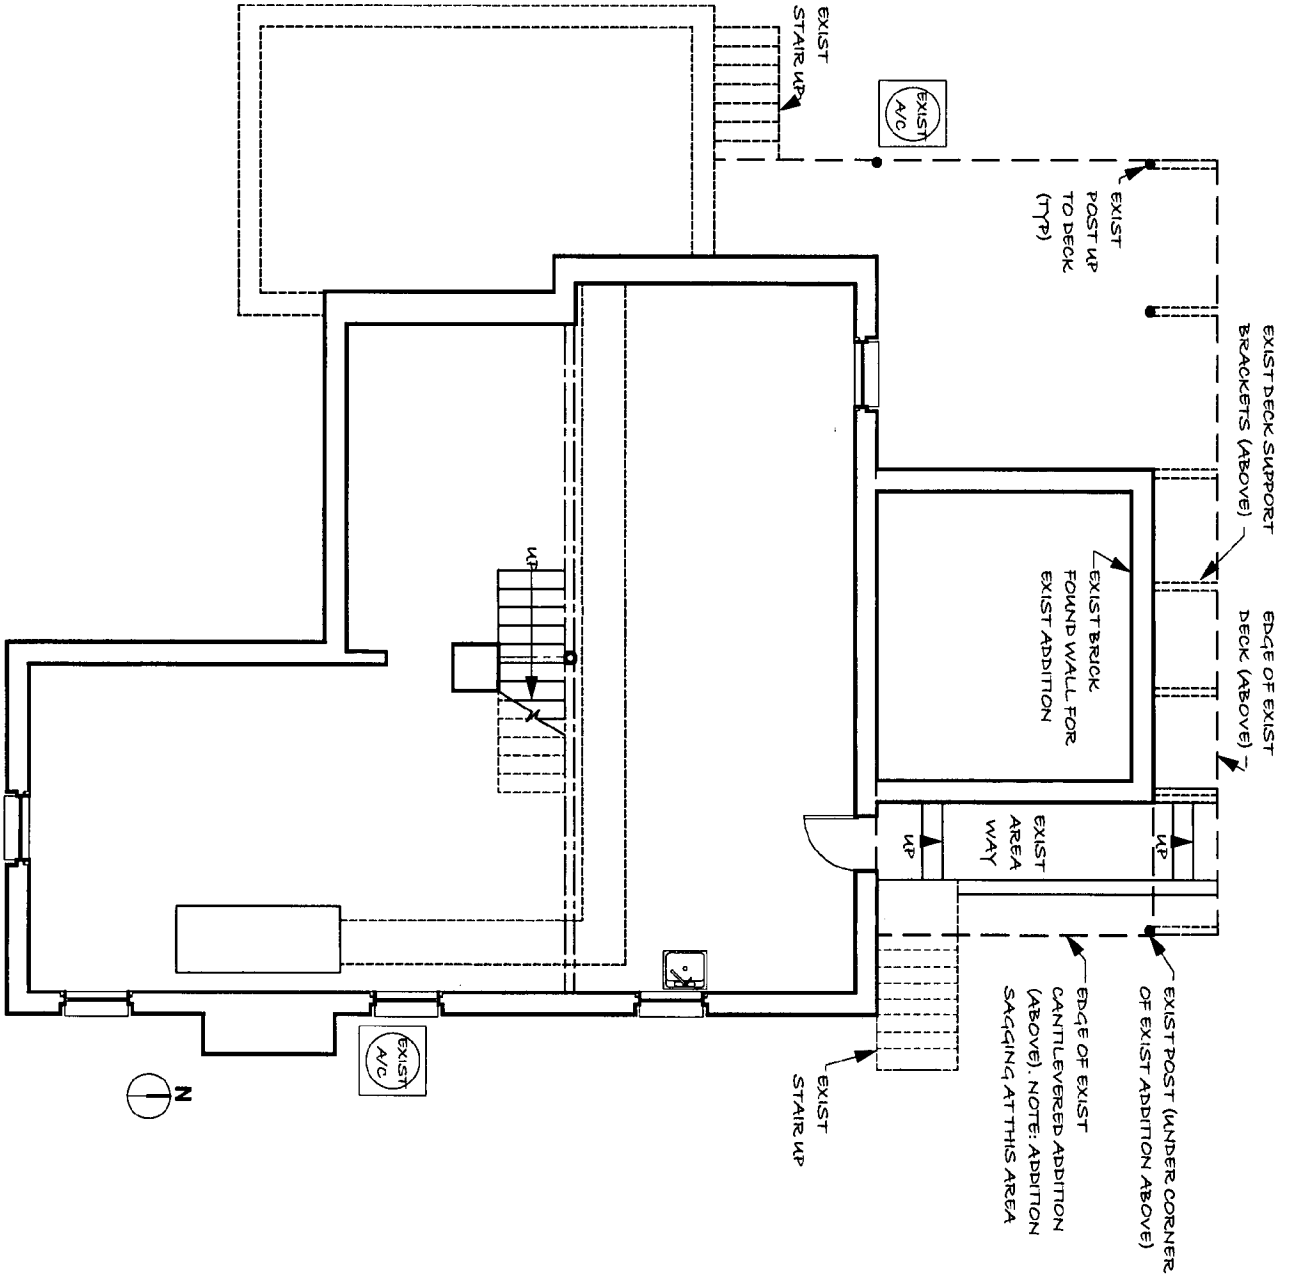 EXIST
STAIR UP
EXIST
A/C
EXIST
POST UP
TO DECK
(TYP)
EXIST DECK SUPPORT
BRACKETS (ABOVE)
EDGE OF EXIST
DECK (ABOVE)
EXIST BRICK
FOUND WALL FOR
EXIST ADDITION
UP
EXIST
AREA
WAY
UP
UP
EXIST POST (UNDER CORNER
OF EXIST ADDITION ABOVE)
EDGE OF EXIST
CANTILEVERED ADDITION
(ABOVE). NOTE: ADDITION
SAGGING AT THIS AREA
EXIST
STAIR UP
EXIST
A/C
N